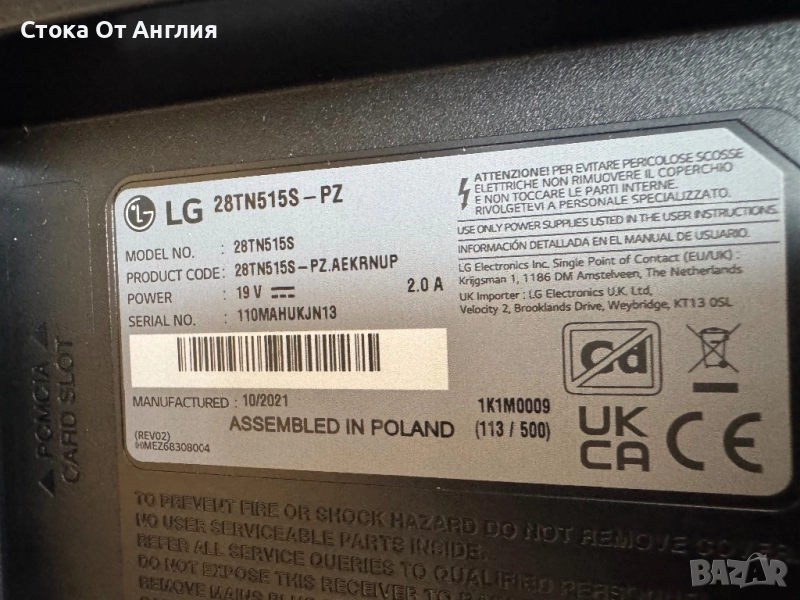 Стока От Англия
LG 28TN515S-PZ
MODEL NO. : 28TN515S
PRODUCT CODE : 28TN515S-PZ.AEKRNUP
POWER : 19 V 2.0 A
SERIAL NO. : 110MAHUKJN13
MANUFACTURED : 10/2021
1K1M0009
ASSEMBLED IN POLAND (113 / 500)
(REV02)
MEZ68308004
ATTENZIONE! PER EVITARE PERICOLOSE SCOSSE
ELETTRICHE NON RIMUOVERE IL COPERCHIO
E NON TOCCARE LE PARTI INTERNE.
RIVOLGETEVI A PERSONALE SPECIALIZZATO.
USE ONLY POWER SUPPLIES LISTED IN THE USER INSTRUCTIONS.
INFORMACIÓN DETALLADA EN EL MANUAL DE USUARIO.
LG Electronics Inc. Single Point of Contact (EU/UK) :
Krijgsman 1, 1186 DM Amstelveen, The Netherlands
UK Importer : LG Electronics U.K. Ltd,
Velocity 2, Brooklands Drive, Weybridge, KT13 0SL
Cd
UK
CA
CE
PCMCIA
CARD SLOT
TO PREVENT FIRE OR SHOCK HAZARD DO NOT REMOVE COVER
NO USER SERVICEABLE PARTS INSIDE.
REFER ALL SERVICE QUERIES TO QUALIFIED PERSONNEL
DO NOT EXPOSE THIS RECEIVER TO
REMOVE MAINS
BAZAR